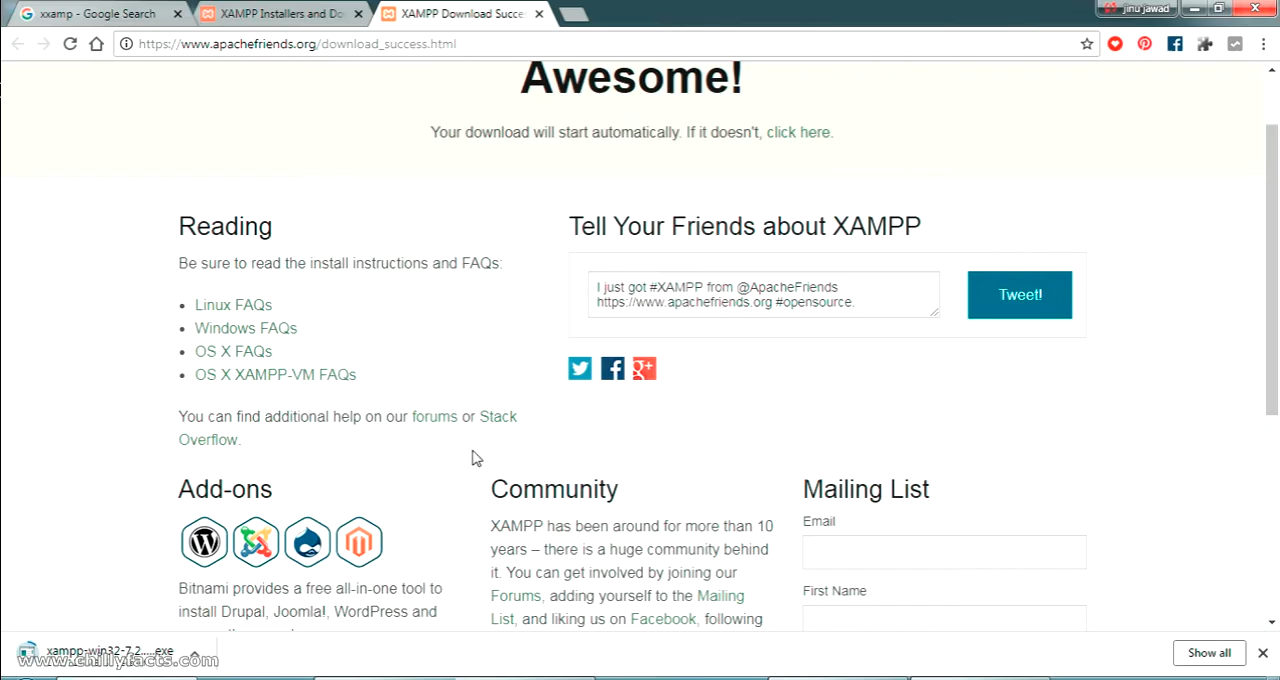 xxamp - Google Search
XAMPP Installers and Do
XAMPP Download Succe
jinu jawad
https://www.apachefriends.org/download_success.html
Awesome!
Your download will start automatically. If it doesn't, click here.
Reading
Be sure to read the install instructions and FAQs:
Linux FAQs
Windows FAQs
OS X FAQs
OS X XAMPP-VM FAQs
You can find additional help on our forums or Stack
Overflow.
Tell Your Friends about XAMPP
I just got #XAMPP from @ApacheFriends
https://www.apachefriends.org #opensource.
Tweet!
Add-ons
Bitnami provides a free all-in-one tool to
install Drupal, Joomla!, WordPress and
Community
XAMPP has been around for more than 10
years – there is a huge community behind
it. You can get involved by joining our
Forums, adding yourself to the Mailing
List, and liking us on Facebook, following
Mailing List
Email
First Name
xampp-win32-7.2....exe
www.chillyfacts.com
Show all